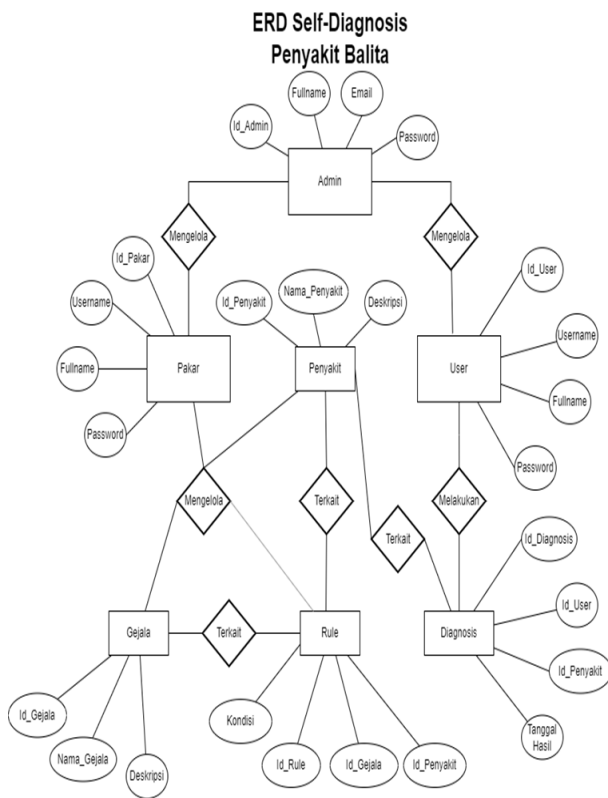 ERD Self-Diagnosis
Penyakit Balita
Fullname
Email
Id_Admin
Password
Admin
Mengelola
Mengelola
Id_Pakar
Id_User
Id_Penyakit
Nama_Penyakit
Deskripsi
Username
Username
Fullname
Pakar
Penyakit
User
Fullname
Password
Password
Mengelola
Terkait
Melakukan
Terkait
Id_Diagnosis
Id_User
Gejala
Terkait
Rule
Diagnosis
Id_Penyakit
Id_Gejala
Kondisi
Nama_Gejala
Deskripsi
Id_Rule
Id_Gejala
Id_Penyakit
Tanggal
Hasil